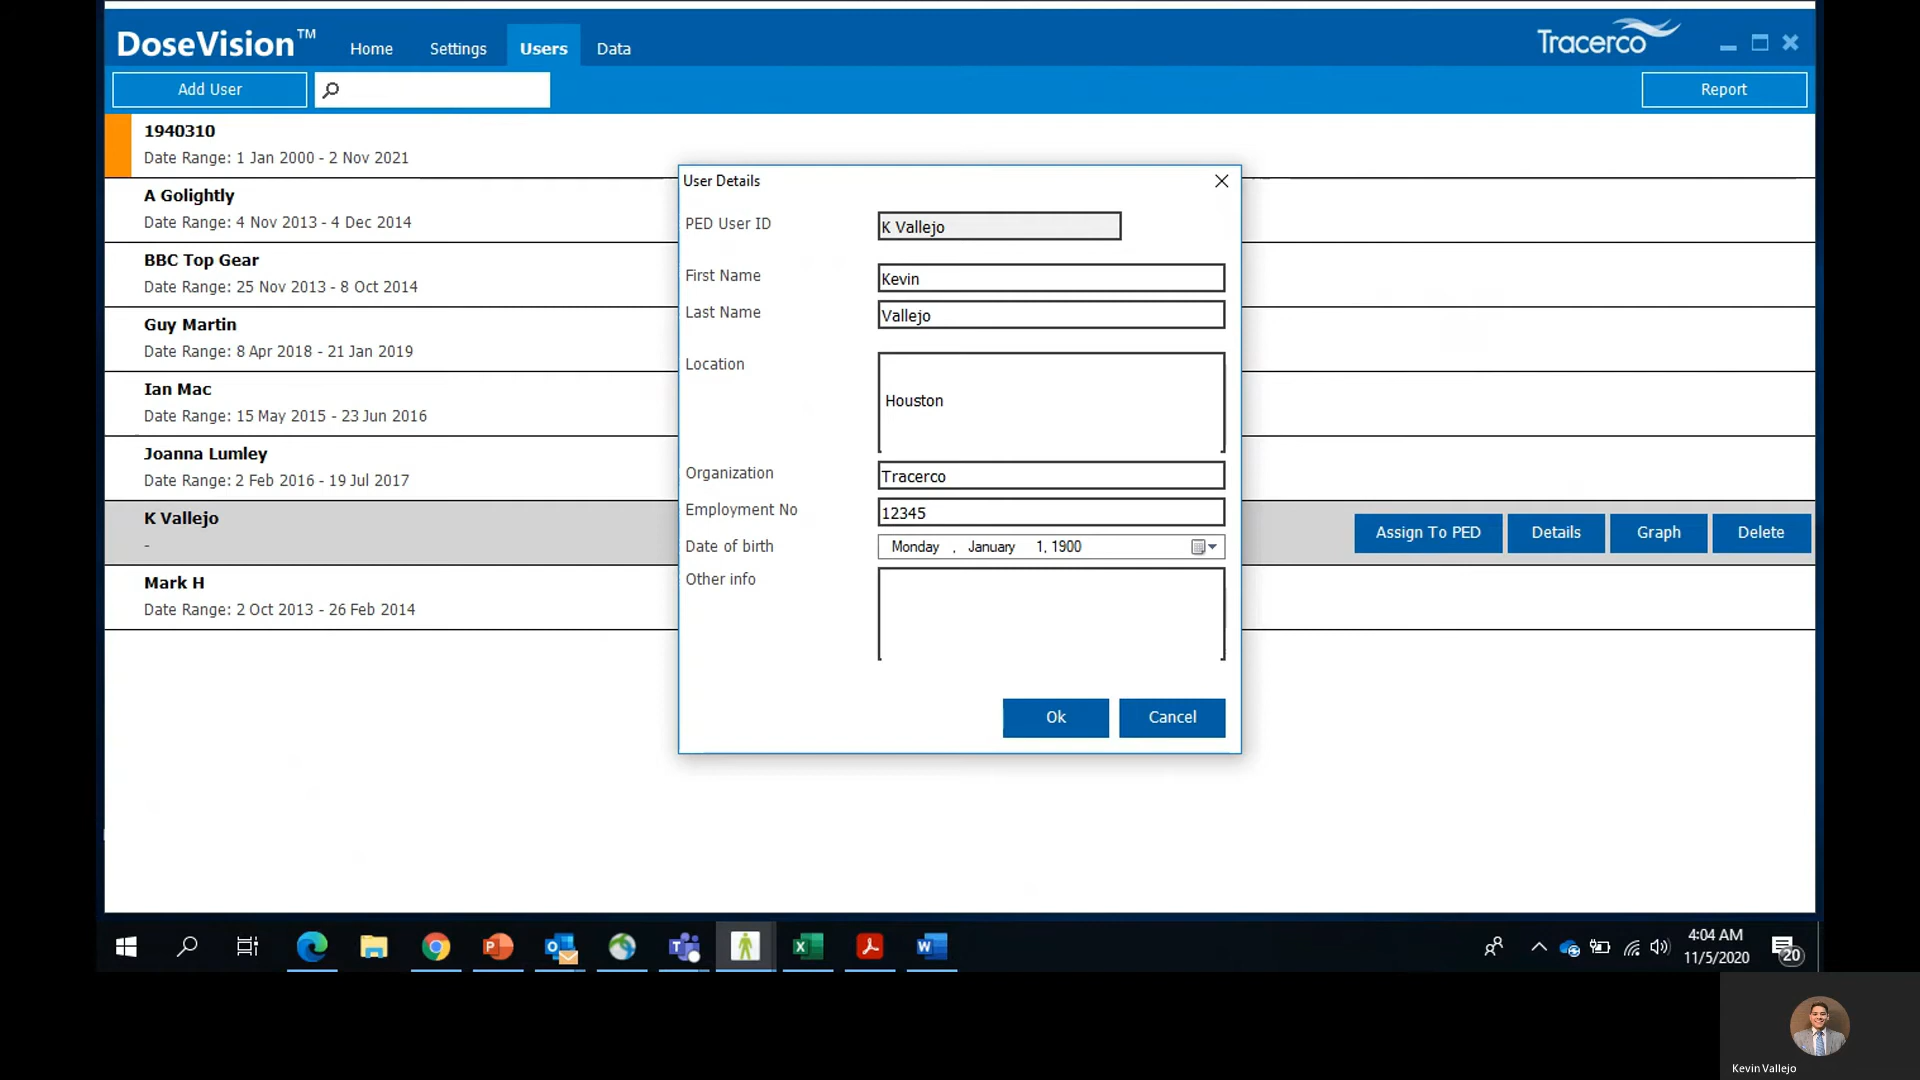 DoseVision™
Home
Settings
Users
Data
Tracerco
Add User
Report
1940310
Date Range: 1 Jan 2000 - 2 Nov 2021
A Golightly
Date Range: 4 Nov 2013 - 4 Dec 2014
BBC Top Gear
Date Range: 25 Nov 2013 - 8 Oct 2014
Guy Martin
Date Range: 8 Apr 2018 - 21 Jan 2019
Ian Mac
Date Range: 15 May 2015 - 23 Jun 2016
Joanna Lumley
Date Range: 2 Feb 2016 - 19 Jul 2017
K Vallejo
-
Assign To PED
Details
Graph
Delete
Mark H
Date Range: 2 Oct 2013 - 26 Feb 2014
User Details
PED User ID
K Vallejo
First Name
Kevin
Last Name
Vallejo
Location
Houston
Organization
Tracerco
Employment No
12345
Date of birth
Monday , January 1, 1900
Other info
Ok
Cancel
4:04 AM
11/5/2020
20
Kevin Vallejo